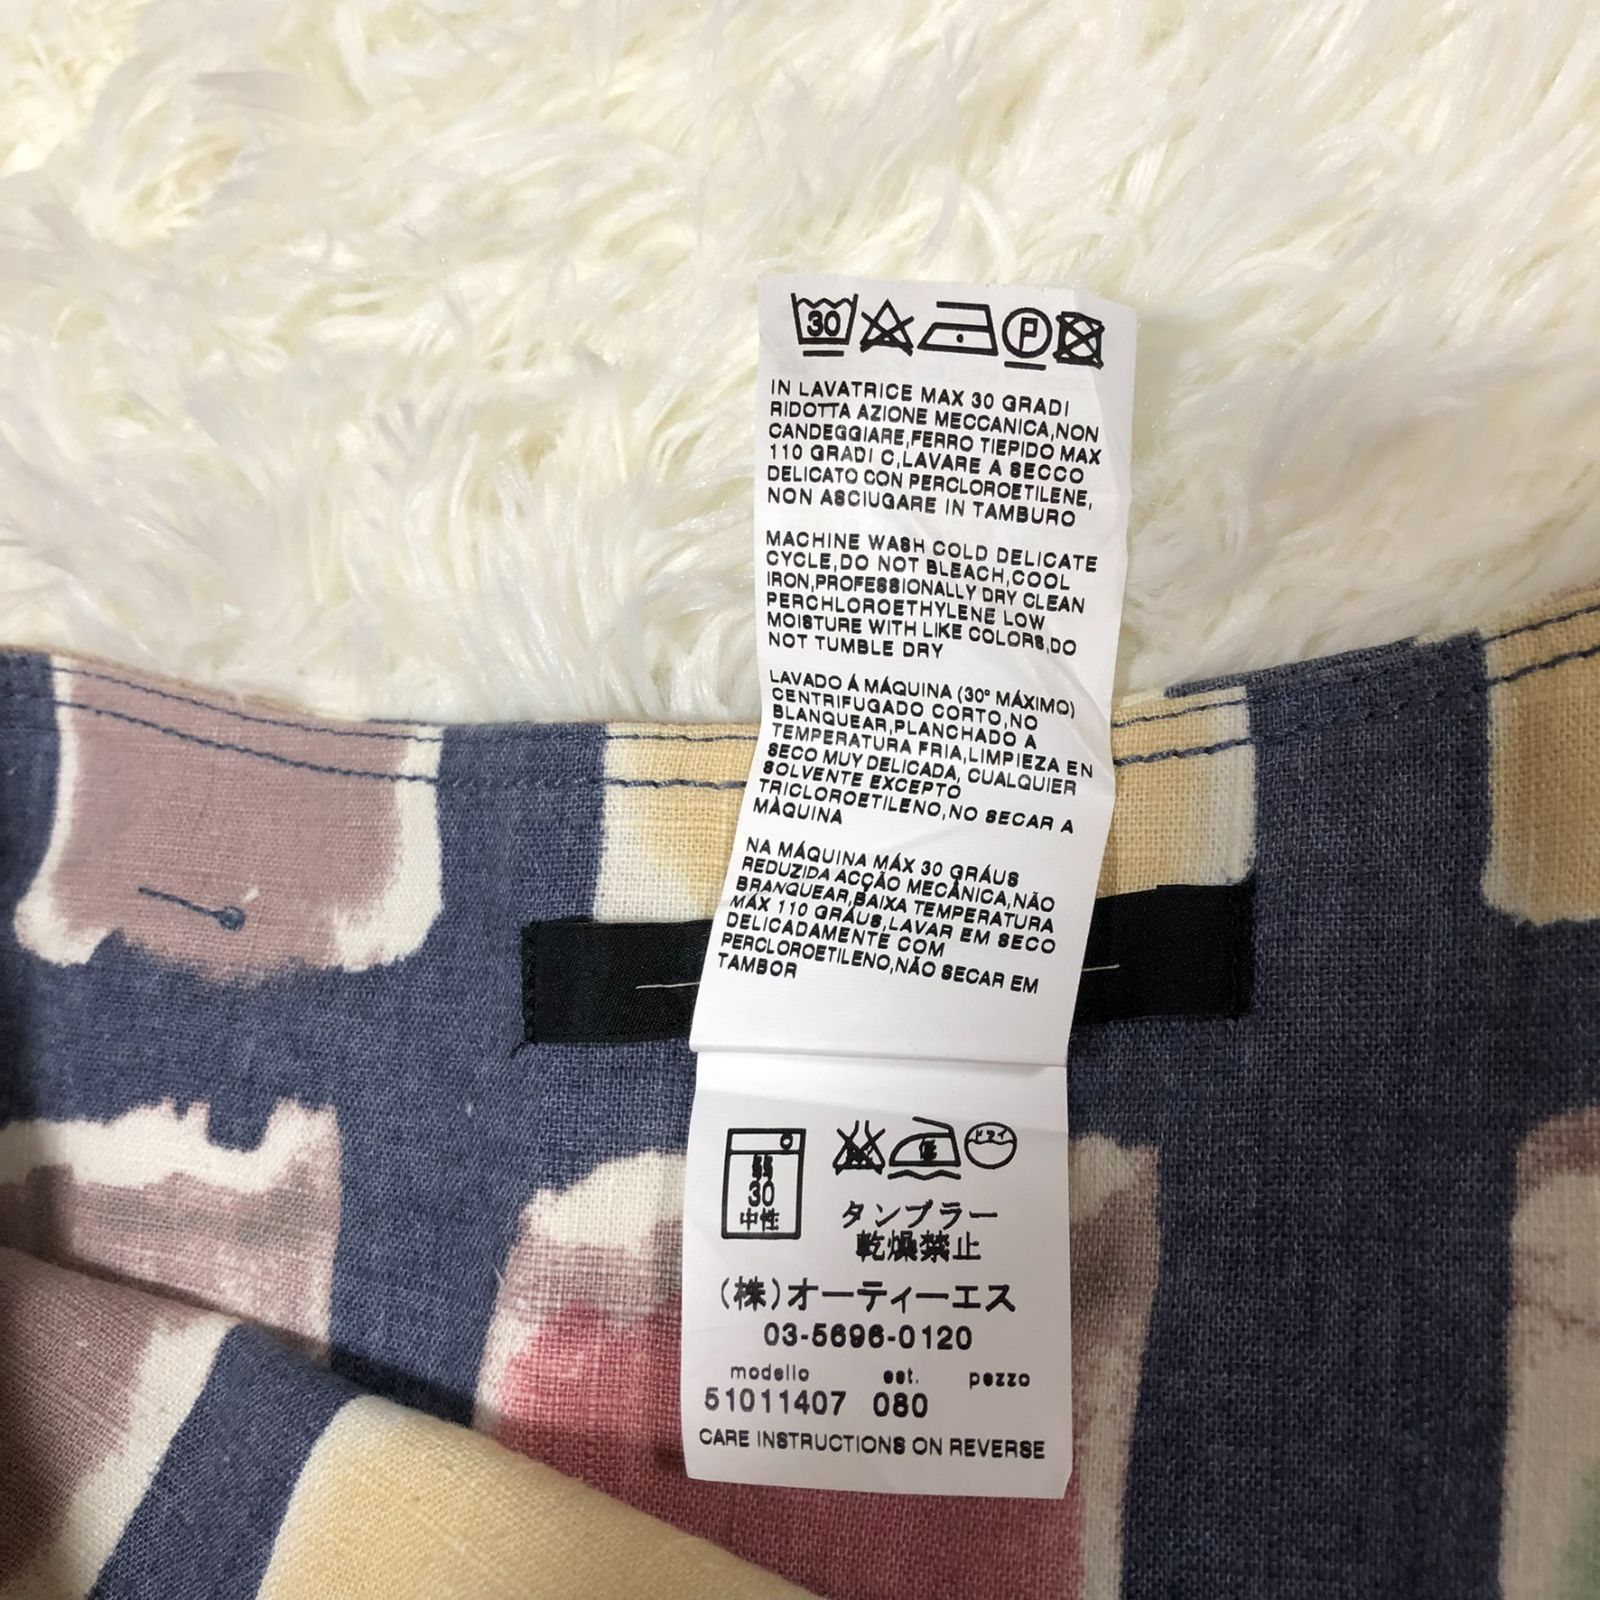 30 P
IN LAVATRICE MAX 30 GRADI
RIDOTTA AZIONE MECCANICA,NON
CANDEGGIARE,FERRO TIEPIDO MAX
110 GRADI C,LAVARE A SECCO
DELICATO CON PERCLOROETILENE,
NON ASCIUGARE IN TAMBURO
MACHINE WASH COLD DELICATE
CYCLE,DO NOT BLEACH,COOL
IRON,PROFESSIONALLY DRY CLEAN
PERCHLOROETHYLENE LOW
MOISTURE WITH LIKE COLORS,DO
NOT TUMBLE DRY
LAVADO Á MÁQUINA (30° MÁXIMO)
CENTRIFUGADO CORTO,NO
BLANQUEAR,PLANCHADO A
TEMPERATURA FRIA,LIMPIEZA EN
SECO MUY DELICADA, CUALQUIER
SOLVENTE EXCEPTO
TRICLOROETILENO,NO SECAR A
MÀQUINA
NA MÁQUINA MÁX 30 GRÁUS
REDUZIDA ACÇÃO MECÂNICA,NÃO
BRANQUEAR,BAIXA TEMPERATURA
MÁX 110 GRÁUS,LAVAR EM SECO
DELICADAMENTE COM
PERCLOROETILENO,NÃO SECAR EM
TAMBOR
30
中性
低 ドライ
タンブラー
乾燥禁止
(株)オーティーエス
03-5696-0120
modello est. pezzo
51011407 080
CARE INSTRUCTIONS ON REVERSE